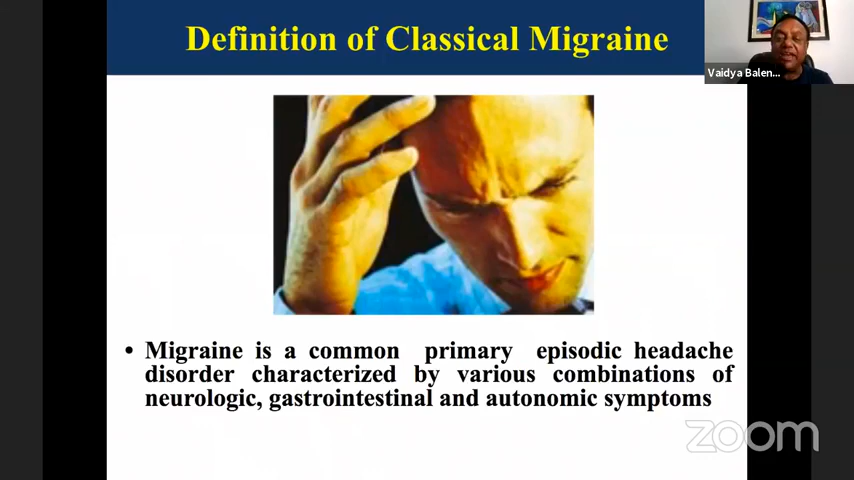 Definition of Classical Migraine
Vaidya Balen...
• Migraine is a common primary episodic headache
disorder characterized by various combinations of
neurologic, gastrointestinal and autonomic symptoms
zoom